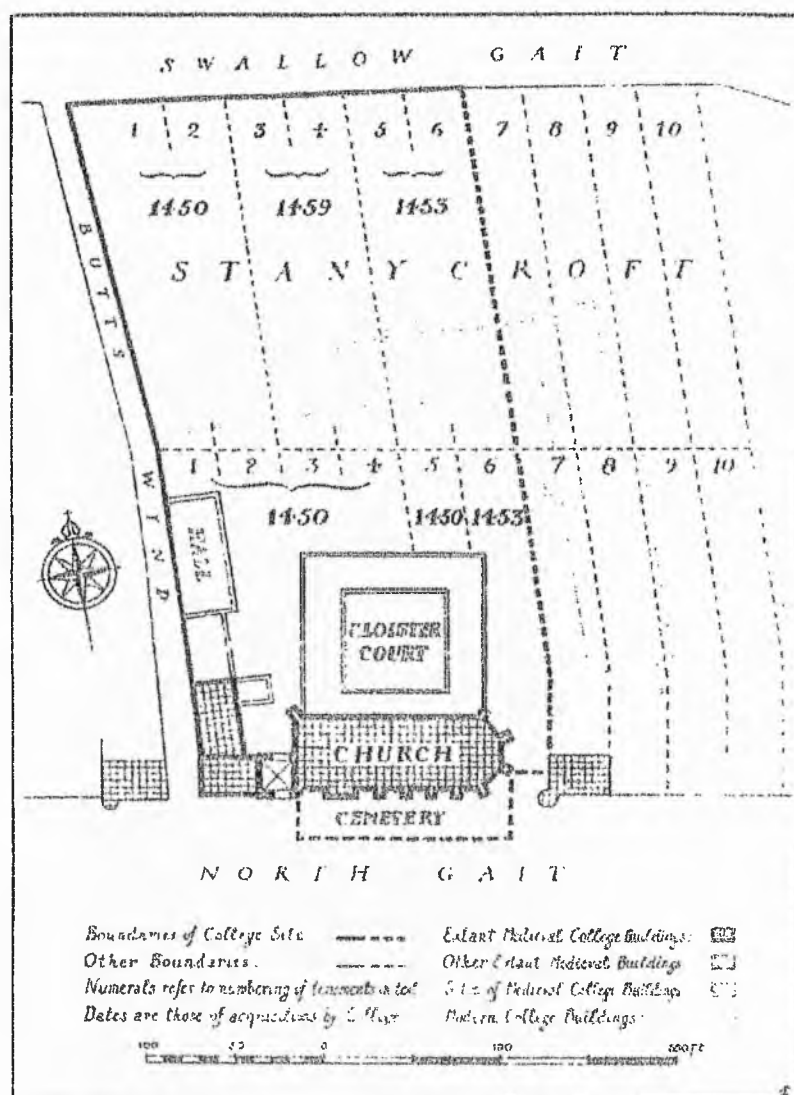 SWALLOW GAIT
1 2 3 4 5 6 7 8 9 10
1450 1459 1453
STANYCROFT
BUTTS WIND
1 2 3 4 5 6 7 8 9 10
1450 1450 1453
HALL
CLOISTER
COURT
CHURCH
CEMETERY
NORTH GAIT
Boundaries of College Site
Other Boundaries.
Numerals refer to numbering of tenements in text
Dates are those of acquisitions by College
Extant Medieval College Buildings:
Other Extant Medieval Buildings
Site of Medieval College Buildings
Modern College Buildings:
100 50 0 100 ft